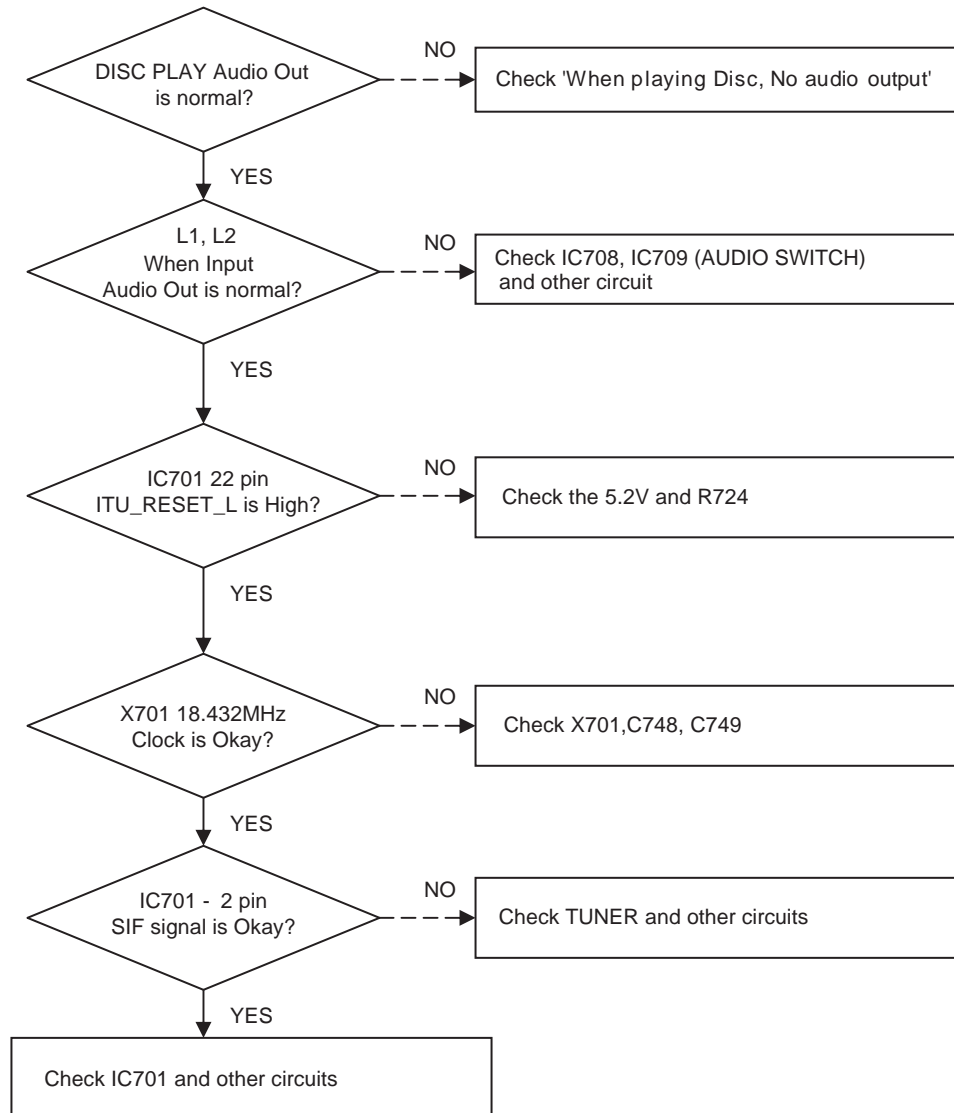 DISC PLAY Audio Out
is normal?
NO
Check 'When playing Disc, No audio output'
YES
L1, L2
When Input
Audio Out is normal?
NO
Check IC708, IC709 (AUDIO SWITCH)
and other circuit
YES
IC701 22 pin
ITU_RESET_L is High?
NO
Check the 5.2V and R724
YES
X701 18.432MHz
Clock is Okay?
NO
Check X701,C748, C749
YES
IC701 - 2 pin
SIF signal is Okay?
NO
Check TUNER and other circuits
YES
Check IC701 and other circuits